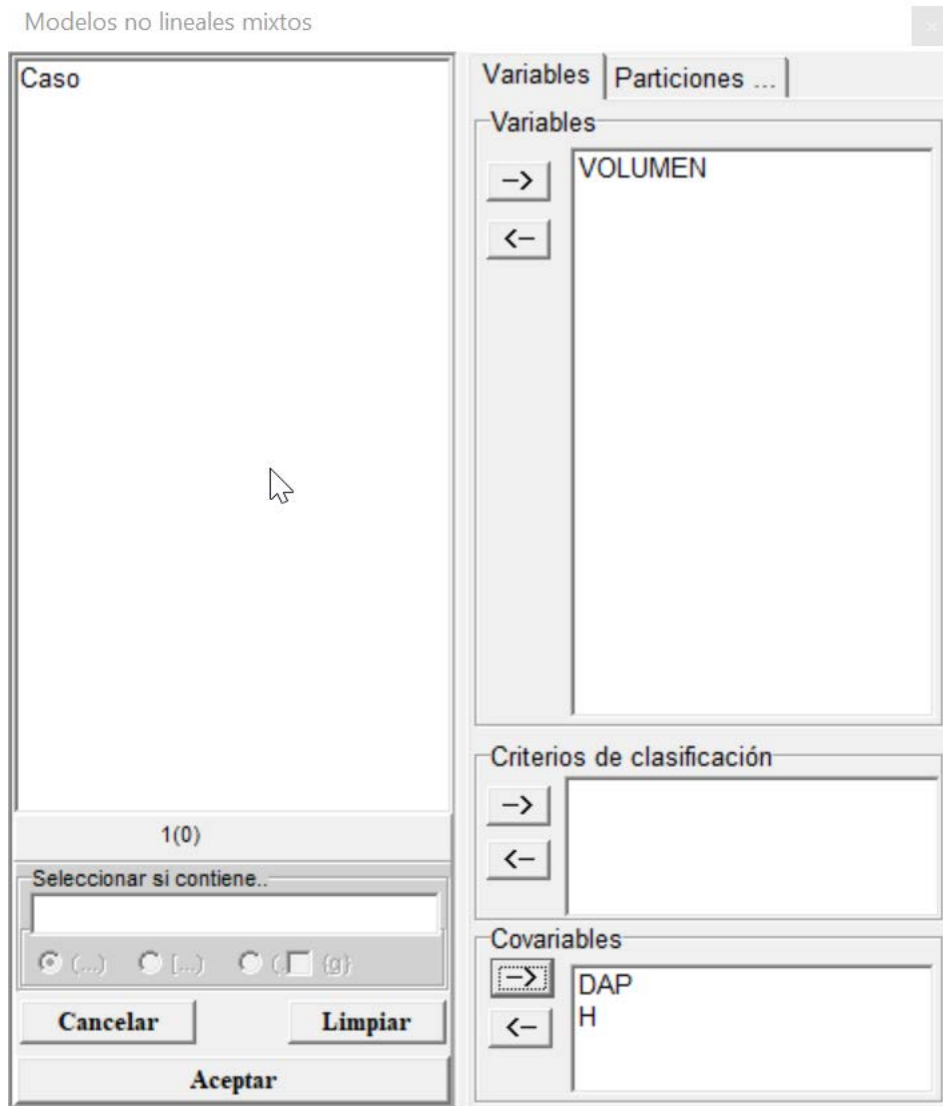 Modelos no lineales mixtos
Caso
1(0)
Seleccionar si contiene..
(...) [...) (. {g}
Cancelar Limpiar
Aceptar
Variables Particiones ...
Variables
–>
<–
VOLUMEN
Criterios de clasificación
–>
<–
Covariables
–>
<–
DAP
H